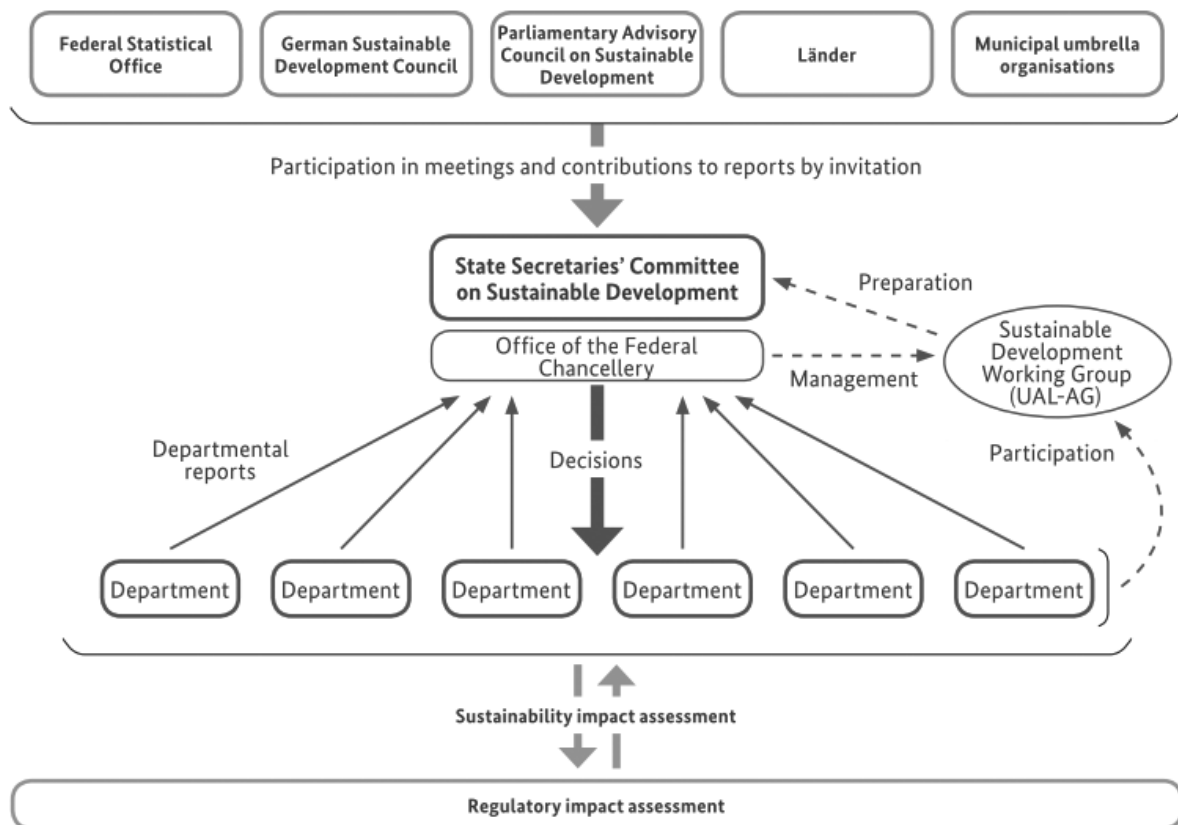 Federal Statistical
Office
German Sustainable
Development Council
Parliamentary Advisory
Council on Sustainable
Development
Länder
Municipal umbrella
organisations
Participation in meetings and contributions to reports by invitation
State Secretaries’ Committee
on Sustainable Development
Preparation
Office of the Federal
Chancellery
Management
Sustainable
Development
Working Group
(UAL-AG)
Departmental
reports
Decisions
Participation
Department
Department
Department
Department
Department
Department
Sustainability impact assessment
Regulatory impact assessment